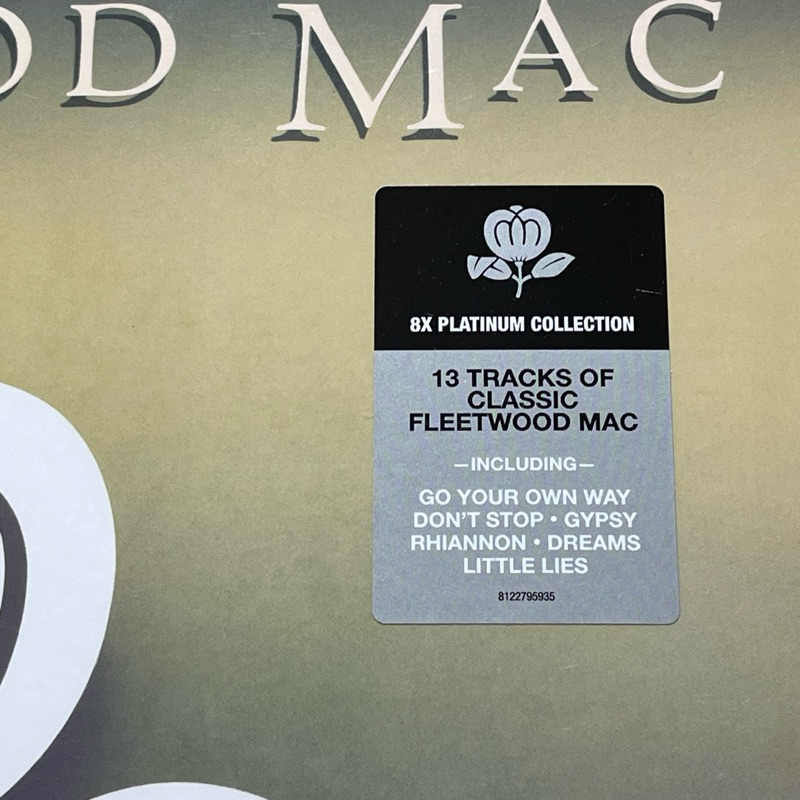 OD MAC
8X PLATINUM COLLECTION
13 TRACKS OF
CLASSIC
FLEETWOOD MAC
—INCLUDING—
GO YOUR OWN WAY
DON'T STOP • GYPSY
RHIANNON • DREAMS
LITTLE LIES
8122795935